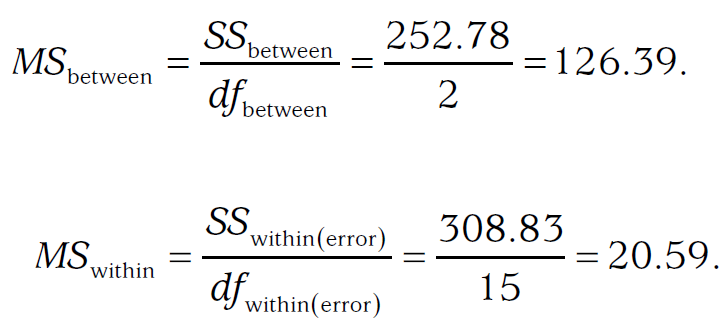 MS_between = SS_between / df_between = 252.78 / 2 = 126.39.
MS_within = SS_within(error) / df_within(error) = 308.83 / 15 = 20.59.